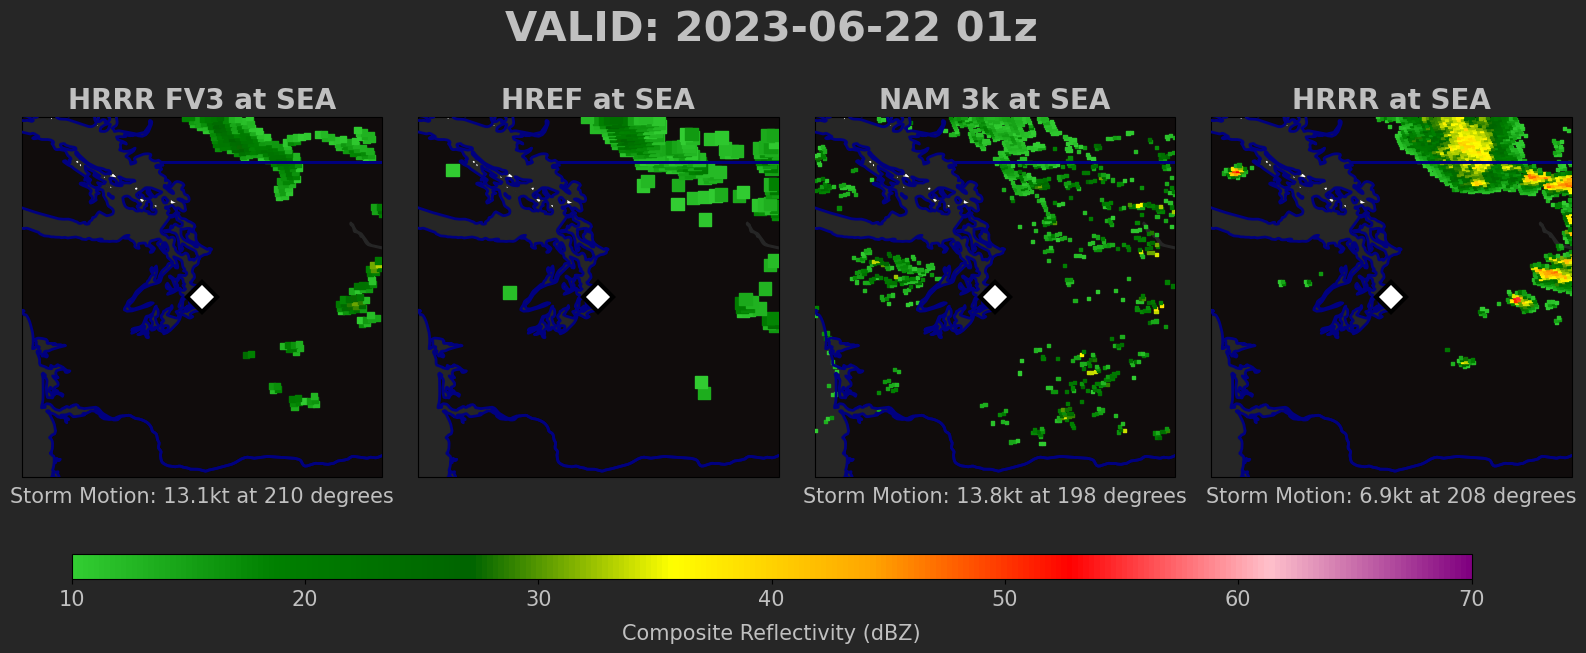 VALID: 2023-06-22 01z
HRRR FV3 at SEA
HREF at SEA
NAM 3k at SEA
HRRR at SEA
Storm Motion: 13.1kt at 210 degrees
Storm Motion: 13.8kt at 198 degrees
Storm Motion: 6.9kt at 208 degrees
10 20 30 40 50 60 70
Composite Reflectivity (dBZ)